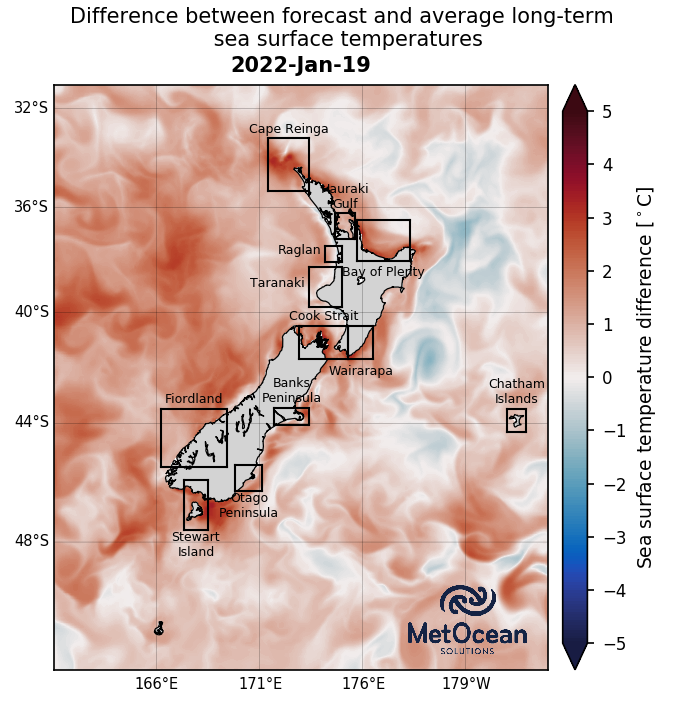 Difference between forecast and average long-term
sea surface temperatures
2022-Jan-19
32°S
36°S
40°S
44°S
48°S
Cape Reinga
Hauraki
Gulf
Raglan
Bay of Plenty
Taranaki
Cook Strait
Wairarapa
Banks
Peninsula
Fiordland
Chatham
Islands
Otago
Peninsula
Stewart
Island
MetOcean
SOLUTIONS
166°E
171°E
176°E
179°W
5
4
3
2
1
0
−1
−2
−3
−4
−5
Sea surface temperature difference [°C]